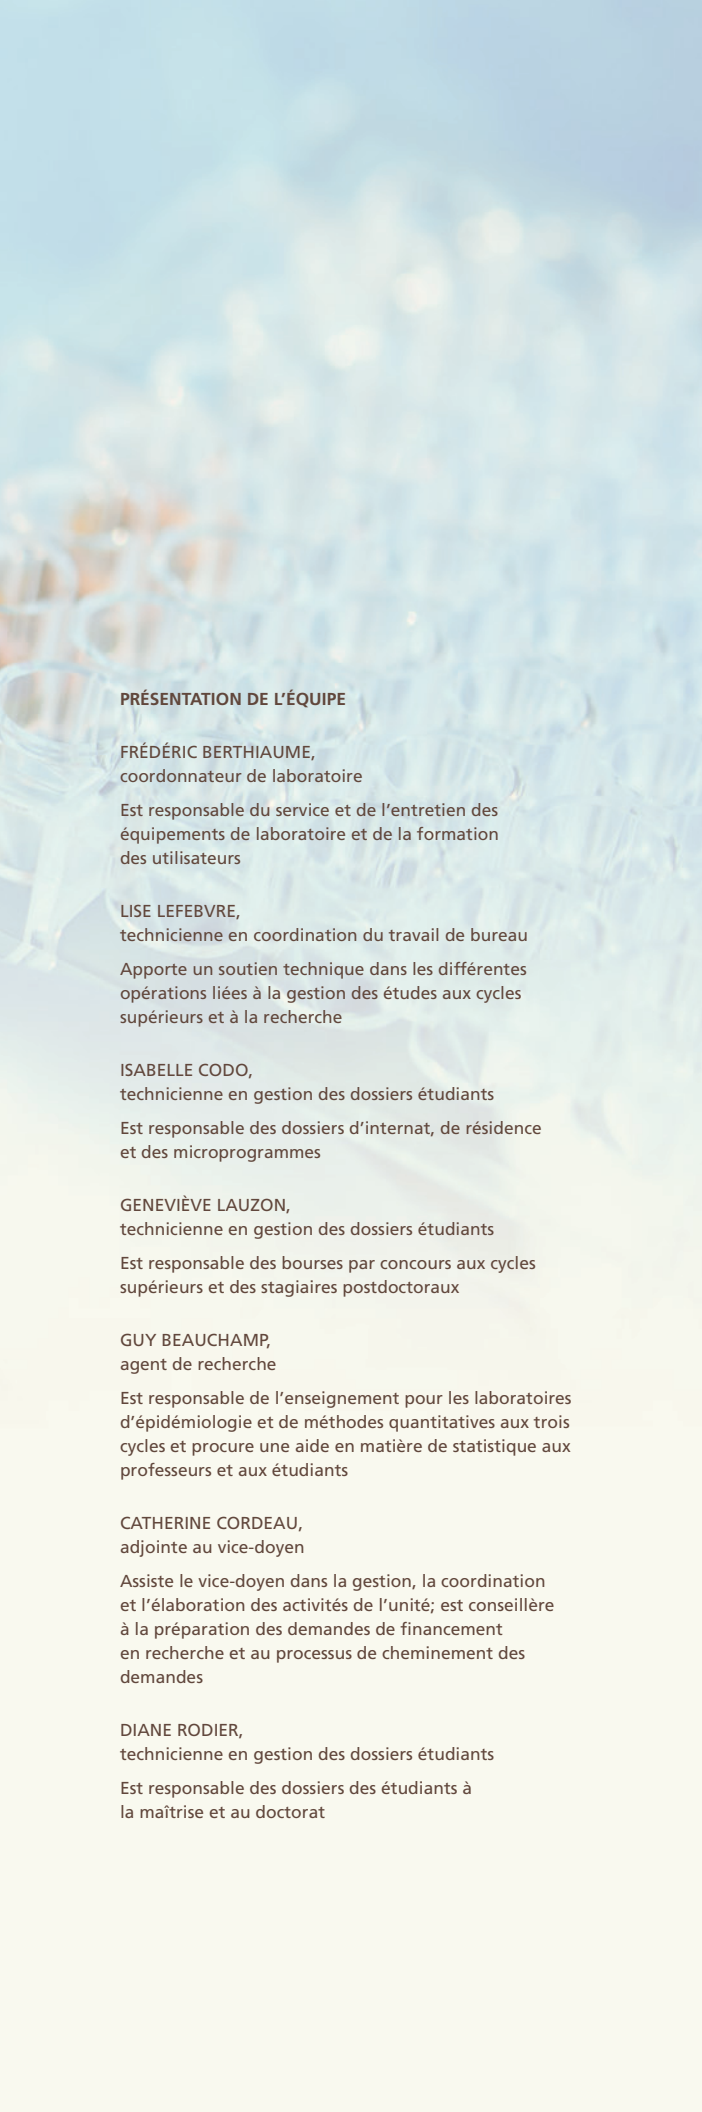 PRÉSENTATION DE L’ÉQUIPE
FRÉDÉRIC BERTHIAUME,
coordonnateur de laboratoire
Est responsable du service et de l’entretien des
équipements de laboratoire et de la formation
des utilisateurs
LISE LEFEBVRE,
technicienne en coordination du travail de bureau
Apporte un soutien technique dans les différentes
opérations liées à la gestion des études aux cycles
supérieurs et à la recherche
ISABELLE CODO,
technicienne en gestion des dossiers étudiants
Est responsable des dossiers d’internat, de résidence
et des microprogrammes
GENEVIÈVE LAUZON,
technicienne en gestion des dossiers étudiants
Est responsable des bourses par concours aux cycles
supérieurs et des stagiaires postdoctoraux
GUY BEAUCHAMP,
agent de recherche
Est responsable de l’enseignement pour les laboratoires
d’épidémiologie et de méthodes quantitatives aux trois
cycles et procure une aide en matière de statistique aux
professeurs et aux étudiants
CATHERINE CORDEAU,
adjointe au vice-doyen
Assiste le vice-doyen dans la gestion, la coordination
et l’élaboration des activités de l’unité; est conseillère
à la préparation des demandes de financement
en recherche et au processus de cheminement des
demandes
DIANE RODIER,
technicienne en gestion des dossiers étudiants
Est responsable des dossiers des étudiants à
la maîtrise et au doctorat